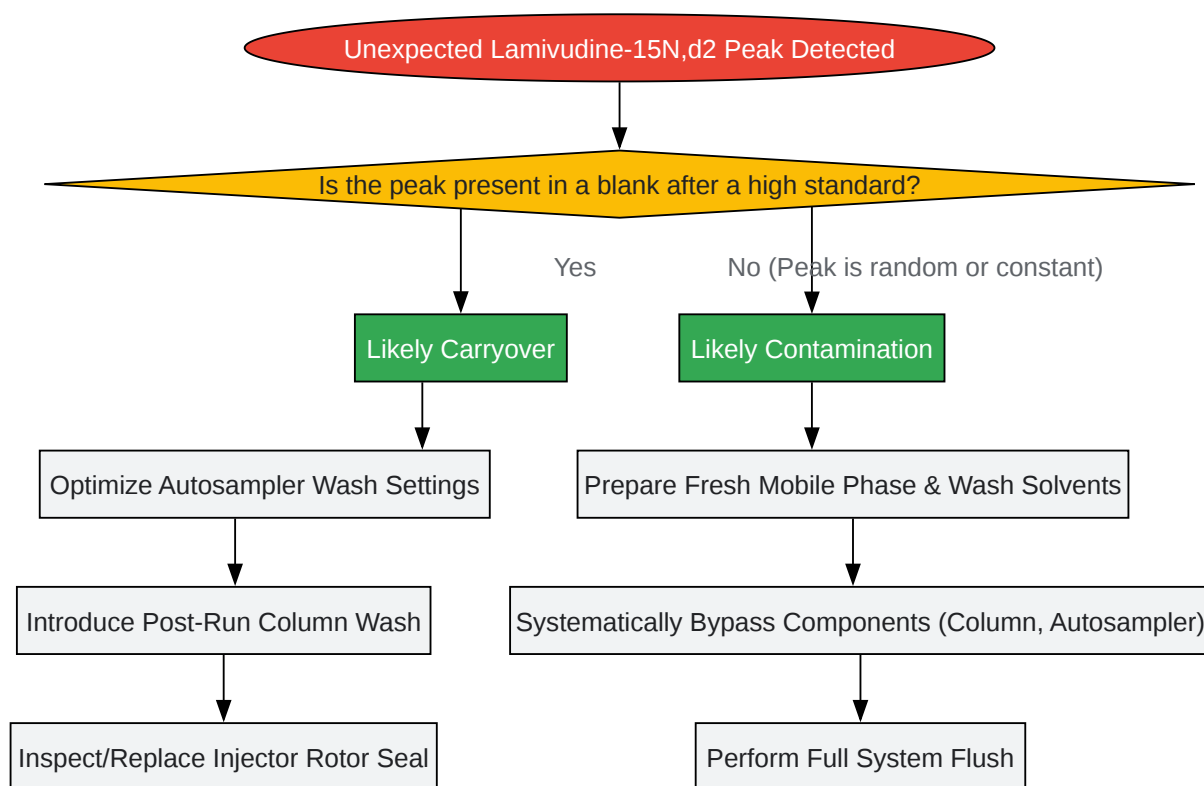 Unexpected Lamivudine-15N,d2 Peak Detected
Is the peak present in a blank after a high standard?
Yes
No (Peak is random or constant)
Likely Carryover
Likely Contamination
Optimize Autosampler Wash Settings
Prepare Fresh Mobile Phase & Wash Solvents
Introduce Post-Run Column Wash
Systematically Bypass Components (Column, Autosampler)
Inspect/Replace Injector Rotor Seal
Perform Full System Flush